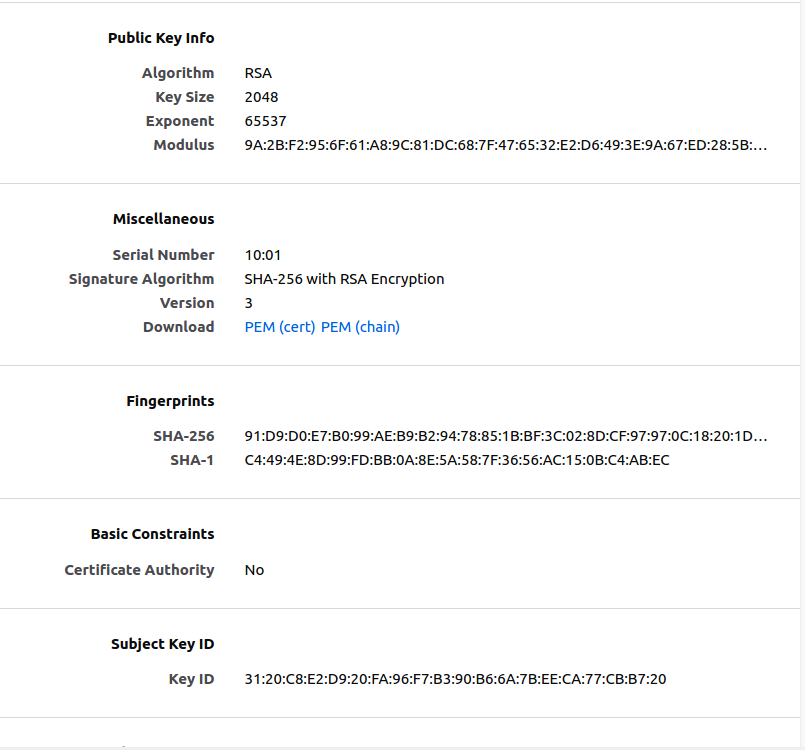 Public Key Info
Algorithm RSA
Key Size 2048
Exponent 65537
Modulus 9A:2B:F2:95:6F:61:A8:9C:81:DC:68:7F:47:65:32:E2:D6:49:3E:9A:67:ED:28:5B:…
Miscellaneous
Serial Number 10:01
Signature Algorithm SHA-256 with RSA Encryption
Version 3
Download PEM (cert) PEM (chain)
Fingerprints
SHA-256 91:D9:D0:E7:B0:99:AE:B9:B2:94:78:85:1B:BF:3C:02:8D:CF:97:97:0C:18:20:1D…
SHA-1 C4:49:4E:8D:99:FD:BB:0A:8E:5A:58:7F:36:56:AC:15:0B:C4:AB:EC
Basic Constraints
Certificate Authority No
Subject Key ID
Key ID 31:20:C8:E2:D9:20:FA:96:F7:B3:90:B6:6A:7B:EE:CA:77:CB:B7:20